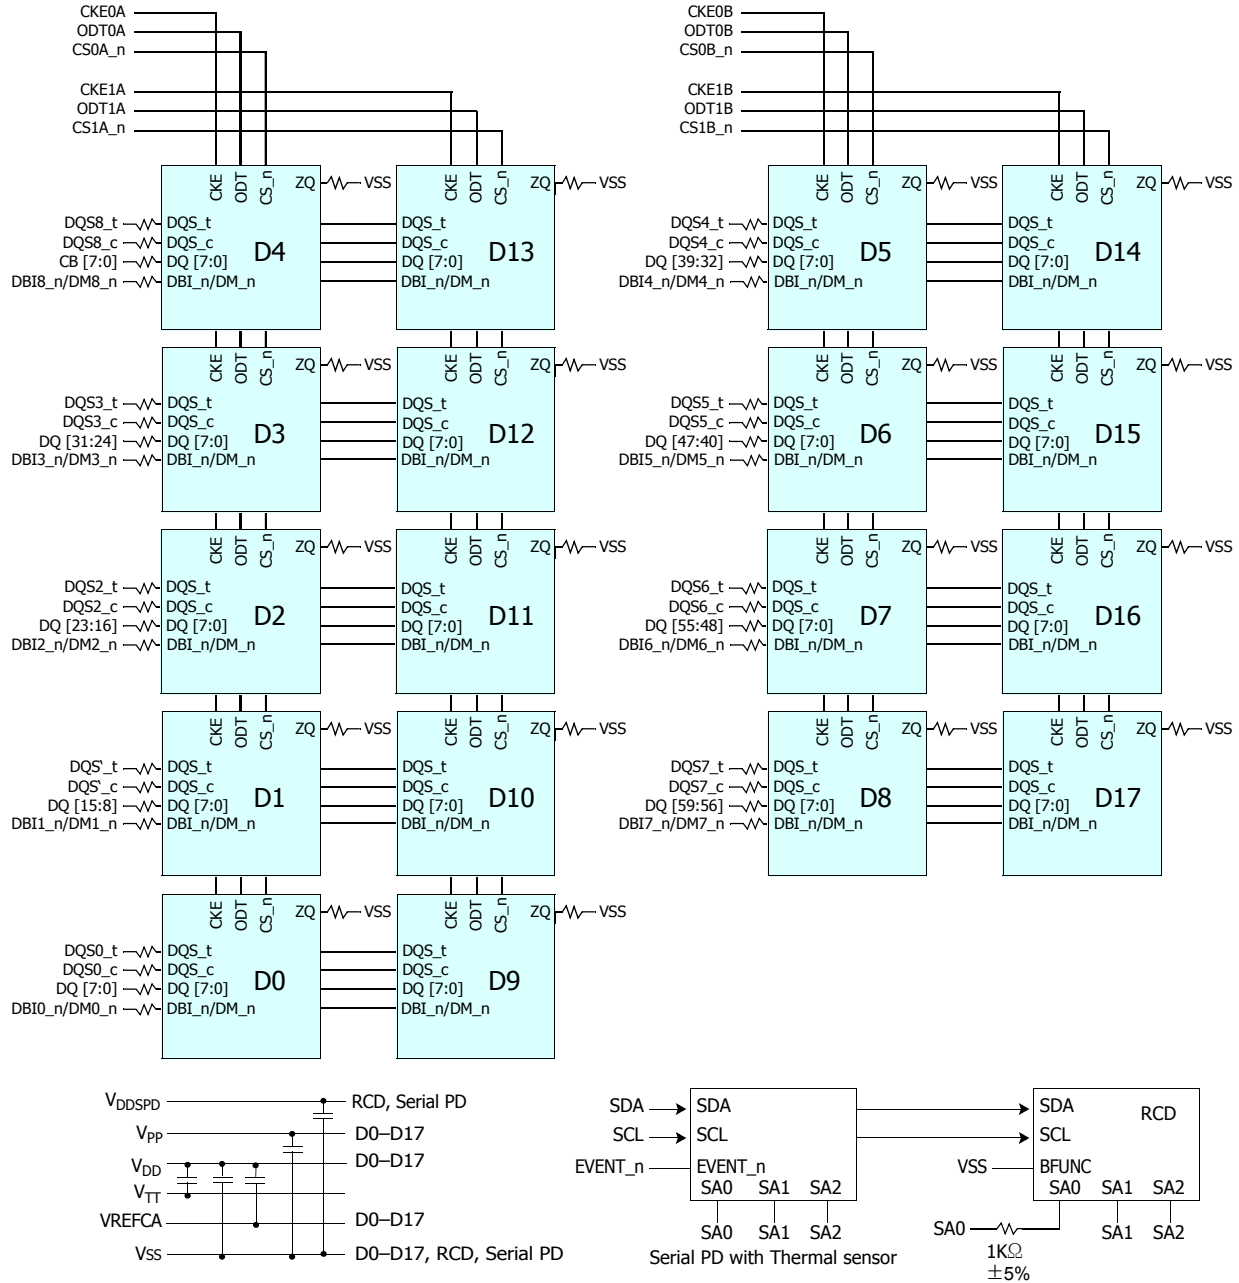 CKE0A
ODT0A
CS0A_n
CKE1A
ODT1A
CS1A_n
CKE0B
ODT0B
CS0B_n
CKE1B
ODT1B
CS1B_n
CKE ODT CS_n ZQ VSS
DQS8_t DQS_t
DQS8_c DQS_c
CB [7:0] DQ [7:0]
DBI8_n/DM8_n DBI_n/DM_n
D4
CKE ODT CS_n ZQ VSS
DQS_t
DQS_c
DQ [7:0]
DBI_n/DM_n
D13
CKE ODT CS_n ZQ VSS
DQS4_t DQS_t
DQS4_c DQS_c
DQ [39:32] DQ [7:0]
DBI4_n/DM4_n DBI_n/DM_n
D5
CKE ODT CS_n ZQ VSS
DQS_t
DQS_c
DQ [7:0]
DBI_n/DM_n
D14
CKE ODT CS_n ZQ VSS
DQS3_t DQS_t
DQS3_c DQS_c
DQ [31:24] DQ [7:0]
DBI3_n/DM3_n DBI_n/DM_n
D3
CKE ODT CS_n ZQ VSS
DQS_t
DQS_c
DQ [7:0]
DBI_n/DM_n
D12
CKE ODT CS_n ZQ VSS
DQS5_t DQS_t
DQS5_c DQS_c
DQ [47:40] DQ [7:0]
DBI5_n/DM5_n DBI_n/DM_n
D6
CKE ODT CS_n ZQ VSS
DQS_t
DQS_c
DQ [7:0]
DBI_n/DM_n
D15
CKE ODT CS_n ZQ VSS
DQS2_t DQS_t
DQS2_c DQS_c
DQ [23:16] DQ [7:0]
DBI2_n/DM2_n DBI_n/DM_n
D2
CKE ODT CS_n ZQ VSS
DQS_t
DQS_c
DQ [7:0]
DBI_n/DM_n
D11
CKE ODT CS_n ZQ VSS
DQS6_t DQS_t
DQS6_c DQS_c
DQ [55:48] DQ [7:0]
DBI6_n/DM6_n DBI_n/DM_n
D7
CKE ODT CS_n ZQ VSS
DQS_t
DQS_c
DQ [7:0]
DBI_n/DM_n
D16
CKE ODT CS_n ZQ VSS
DQS‘_t DQS_t
DQS‘_c DQS_c
DQ [15:8] DQ [7:0]
DBI1_n/DM1_n DBI_n/DM_n
D1
CKE ODT CS_n ZQ VSS
DQS_t
DQS_c
DQ [7:0]
DBI_n/DM_n
D10
CKE ODT CS_n ZQ VSS
DQS7_t DQS_t
DQS7_c DQS_c
DQ [59:56] DQ [7:0]
DBI7_n/DM7_n DBI_n/DM_n
D8
CKE ODT CS_n ZQ VSS
DQS_t
DQS_c
DQ [7:0]
DBI_n/DM_n
D17
CKE ODT CS_n ZQ VSS
DQS0_t DQS_t
DQS0_c DQS_c
DQ [7:0] DQ [7:0]
DBI0_n/DM0_n DBI_n/DM_n
D0
CKE ODT CS_n ZQ VSS
DQS_t
DQS_c
DQ [7:0]
DBI_n/DM_n
D9
VDDSPD RCD, Serial PD
VPP D0–D17
VDD D0–D17
VTT
VREFCA D0–D17
VSS D0–D17, RCD, Serial PD
SDA SDA
SCL SCL
EVENT_n EVENT_n
SA0 SA1 SA2
SA0 SA1 SA2
Serial PD with Thermal sensor
SDA RCD
SCL
VSS BFUNC
SA0 SA1 SA2
SA0 SA1 SA2
1KΩ
±5%